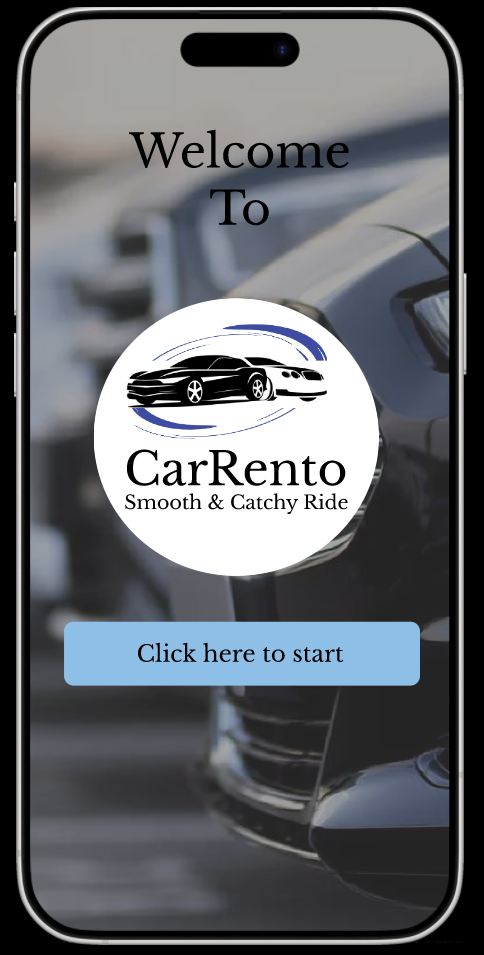 Welcome
To
CarRento
Smooth & Catchy Ride
Click here to start